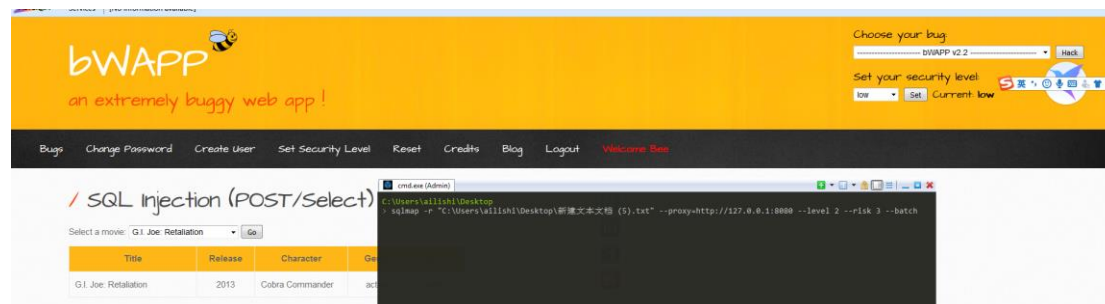 bWAPP
an extremely buggy web app !
Choose your bug:
---------------------- bWAPP v2.2 ---------------------- Hack
Set your security level:
low Set Current: low
英
Bugs Change Password Create User Set Security Level Reset Credits Blog Logout Welcome Bee
/ SQL Injection (POST/Select)
Select a movie: G.I. Joe: Retaliation Go
Title Release Character
G.I. Joe: Retaliation 2013 Cobra Commander act
cmd.exe (Admin)
C:\Users\ailishi\Desktop
> sqlmap -r "C:\Users\ailishi\Desktop\新建文本文档 (5).txt" --proxy=http://127.0.0.1:8080 --level 2 --risk 3 --batch